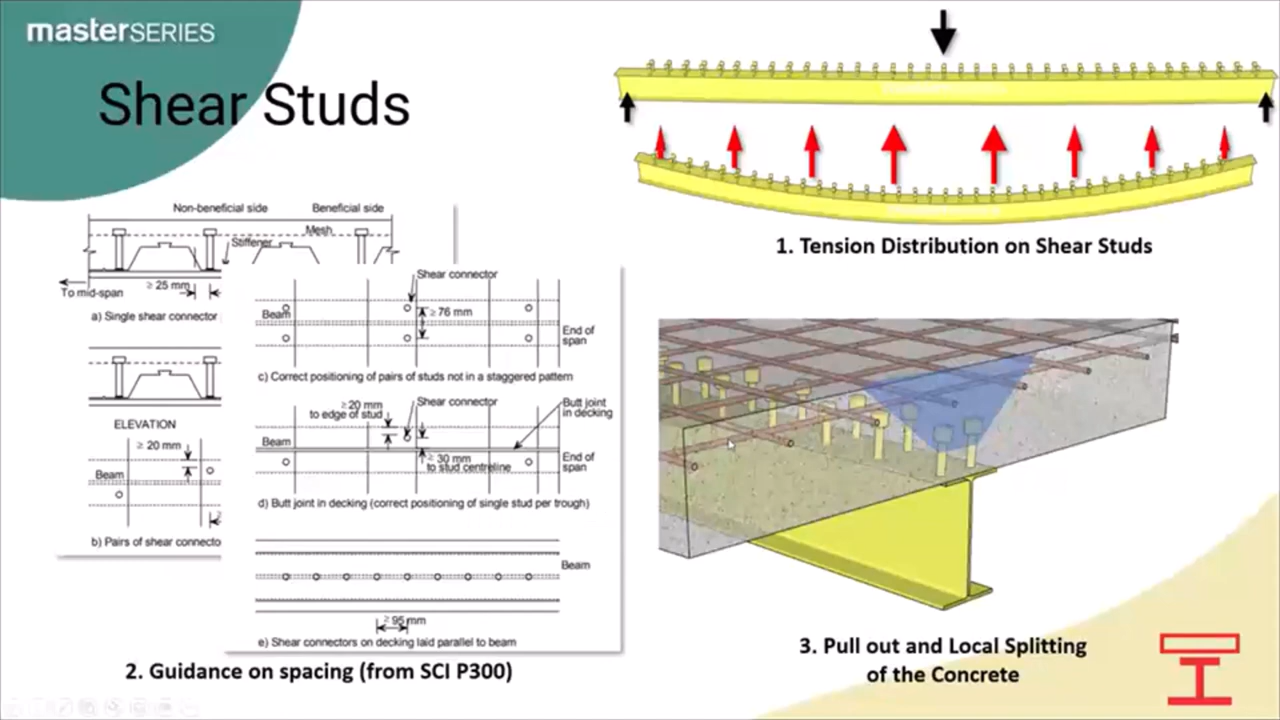 masterSERIES
Shear Studs
1. Tension Distribution on Shear Studs
Non-beneficial side
Beneficial side
Mesh
Stiffener
≥ 25 mm
To mid-span
a) Single shear connector
ELEVATION
≥ 20 mm
Beam
b) Pairs of shear connecto
Shear connector
Beam
≥ 76 mm
End of
span
c) Correct positioning of pairs of studs not in a staggered pattern
≥20 mm
to edge of stud
Shear connector
Butt joint
in decking
Beam
≥ 30 mm
to stud centreline
End of
span
d) Butt joint in decking (correct positioning of single stud per trough)
Beam
≥ 95 mm
e) Shear connectors on decking laid parallel to beam
2. Guidance on spacing (from SCI P300)
3. Pull out and Local Splitting
of the Concrete